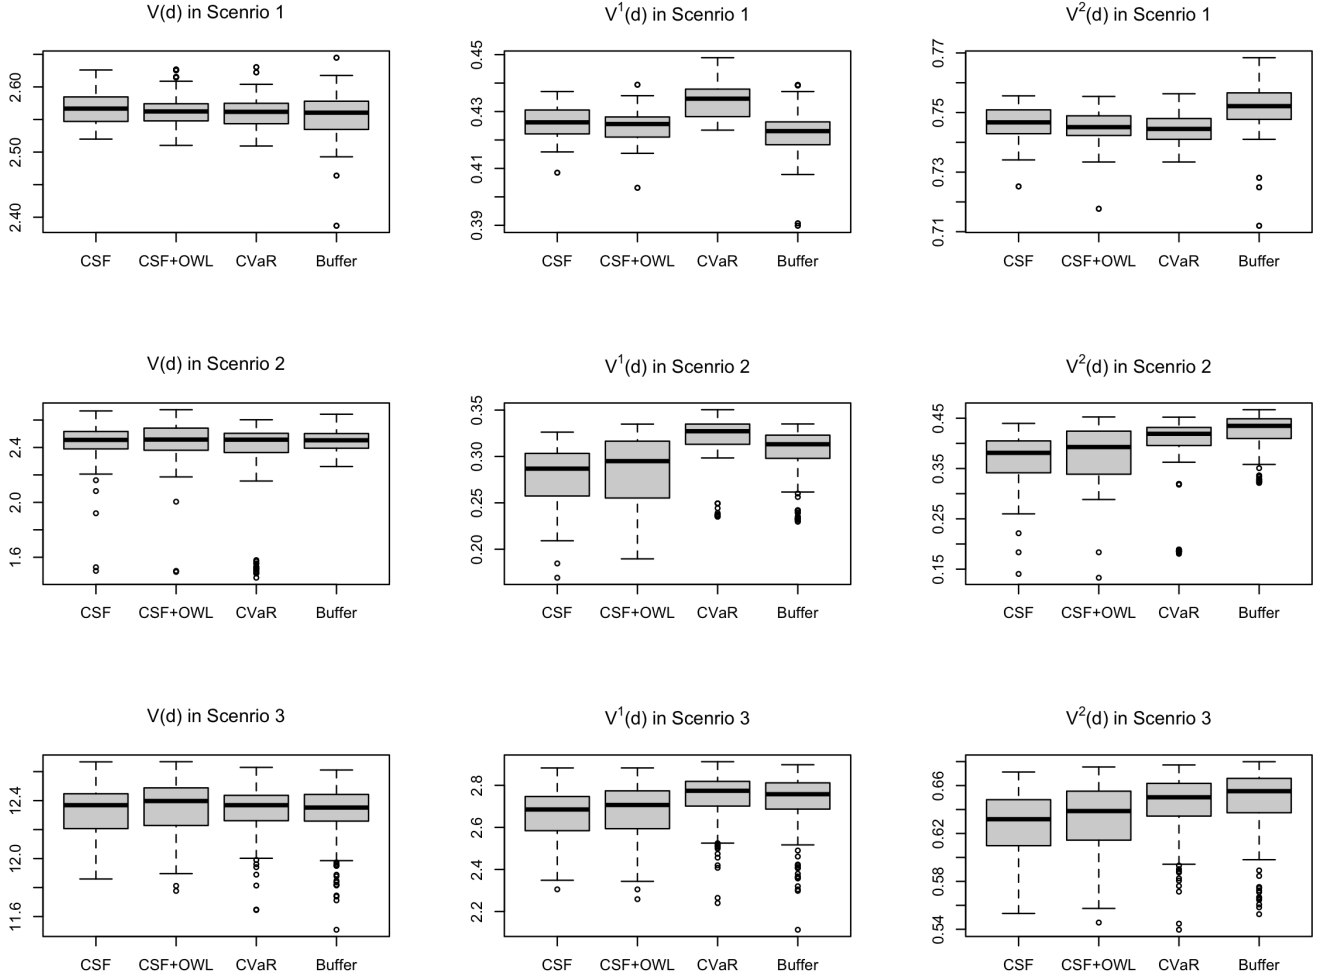 V(d) in Scenrio 1
2.60
2.50
2.40
CSF CSF+OWL CVaR Buffer
V¹(d) in Scenrio 1
0.45
0.43
0.41
0.39
CSF CSF+OWL CVaR Buffer
V²(d) in Scenrio 1
0.77
0.75
0.73
0.71
CSF CSF+OWL CVaR Buffer
V(d) in Scenrio 2
2.4
2.0
1.6
CSF CSF+OWL CVaR Buffer
V¹(d) in Scenrio 2
0.35
0.30
0.25
0.20
CSF CSF+OWL CVaR Buffer
V²(d) in Scenrio 2
0.45
0.35
0.25
0.15
CSF CSF+OWL CVaR Buffer
V(d) in Scenrio 3
12.4
12.0
11.6
CSF CSF+OWL CVaR Buffer
V¹(d) in Scenrio 3
2.8
2.6
2.4
2.2
CSF CSF+OWL CVaR Buffer
V²(d) in Scenrio 3
0.66
0.62
0.58
0.54
CSF CSF+OWL CVaR Buffer